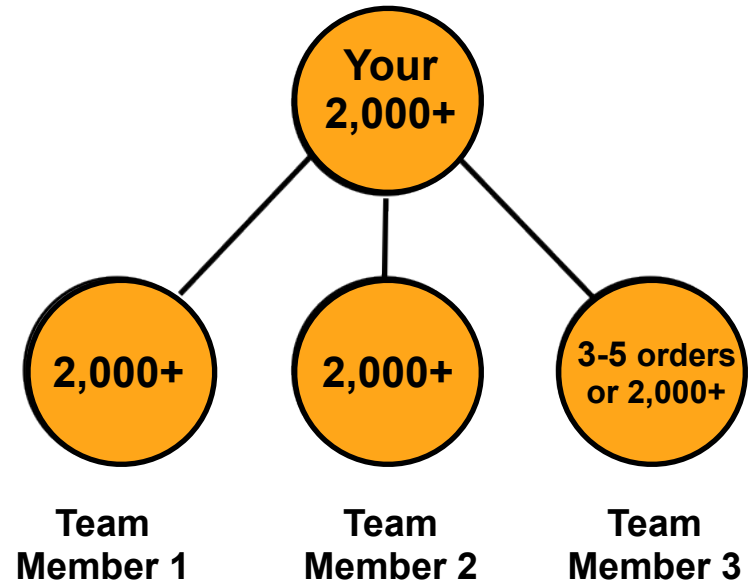 Your
2,000+
2,000+
2,000+
3-5 orders
or 2,000+
Team
Member 1
Team
Member 2
Team
Member 3